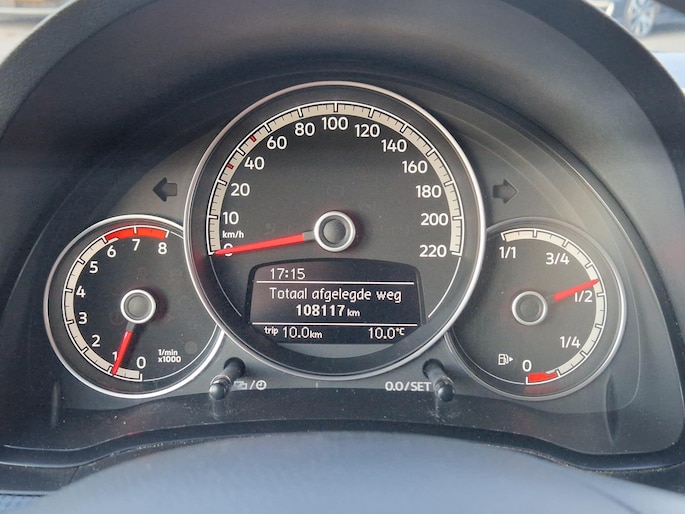 80 100 120
60 140
40 160
20 180
10 200
km/h
0 220
17:15
Totaal afgelegde weg
108117 km
trip 10.0 km 10.0 °C
6 7 8
5
4
3
2
1 0
1/min
x1000
1/1 3/4
1/2
1/4
0
0.0/SET